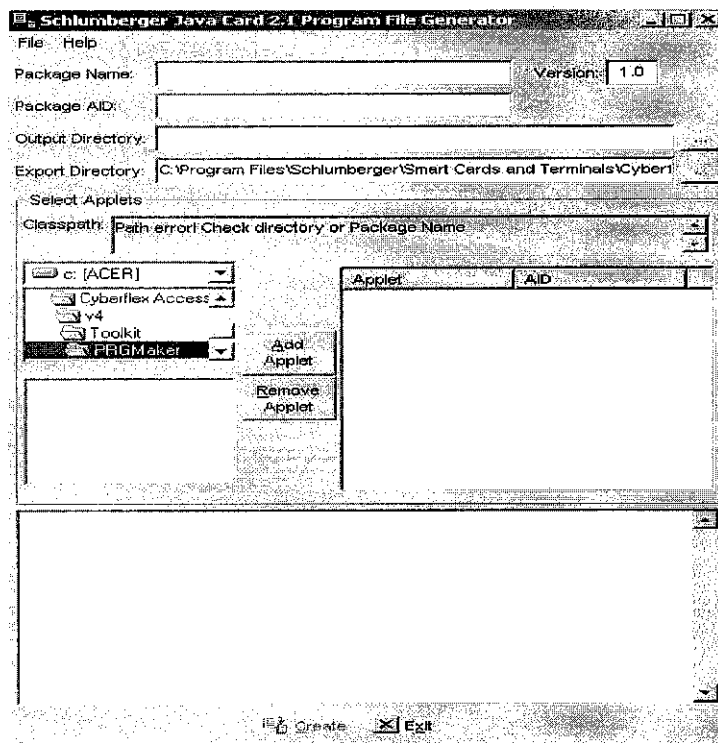 Schlumberger Java Card 2.1 Program File Generator
File Help
Package Name: Version: 1.0
Package AID:
Output Directory:
Export Directory: C:\Program Files\Schlumberger\Smart Cards and Terminals\Cyberf
Select Applets
Classpath: Path error! Check directory or Package Name
c: [ACER]
Cyberflex Access
v4
Toolkit
PRGMaker
Add Applet
Remove Applet
Applet AID
Create Exit